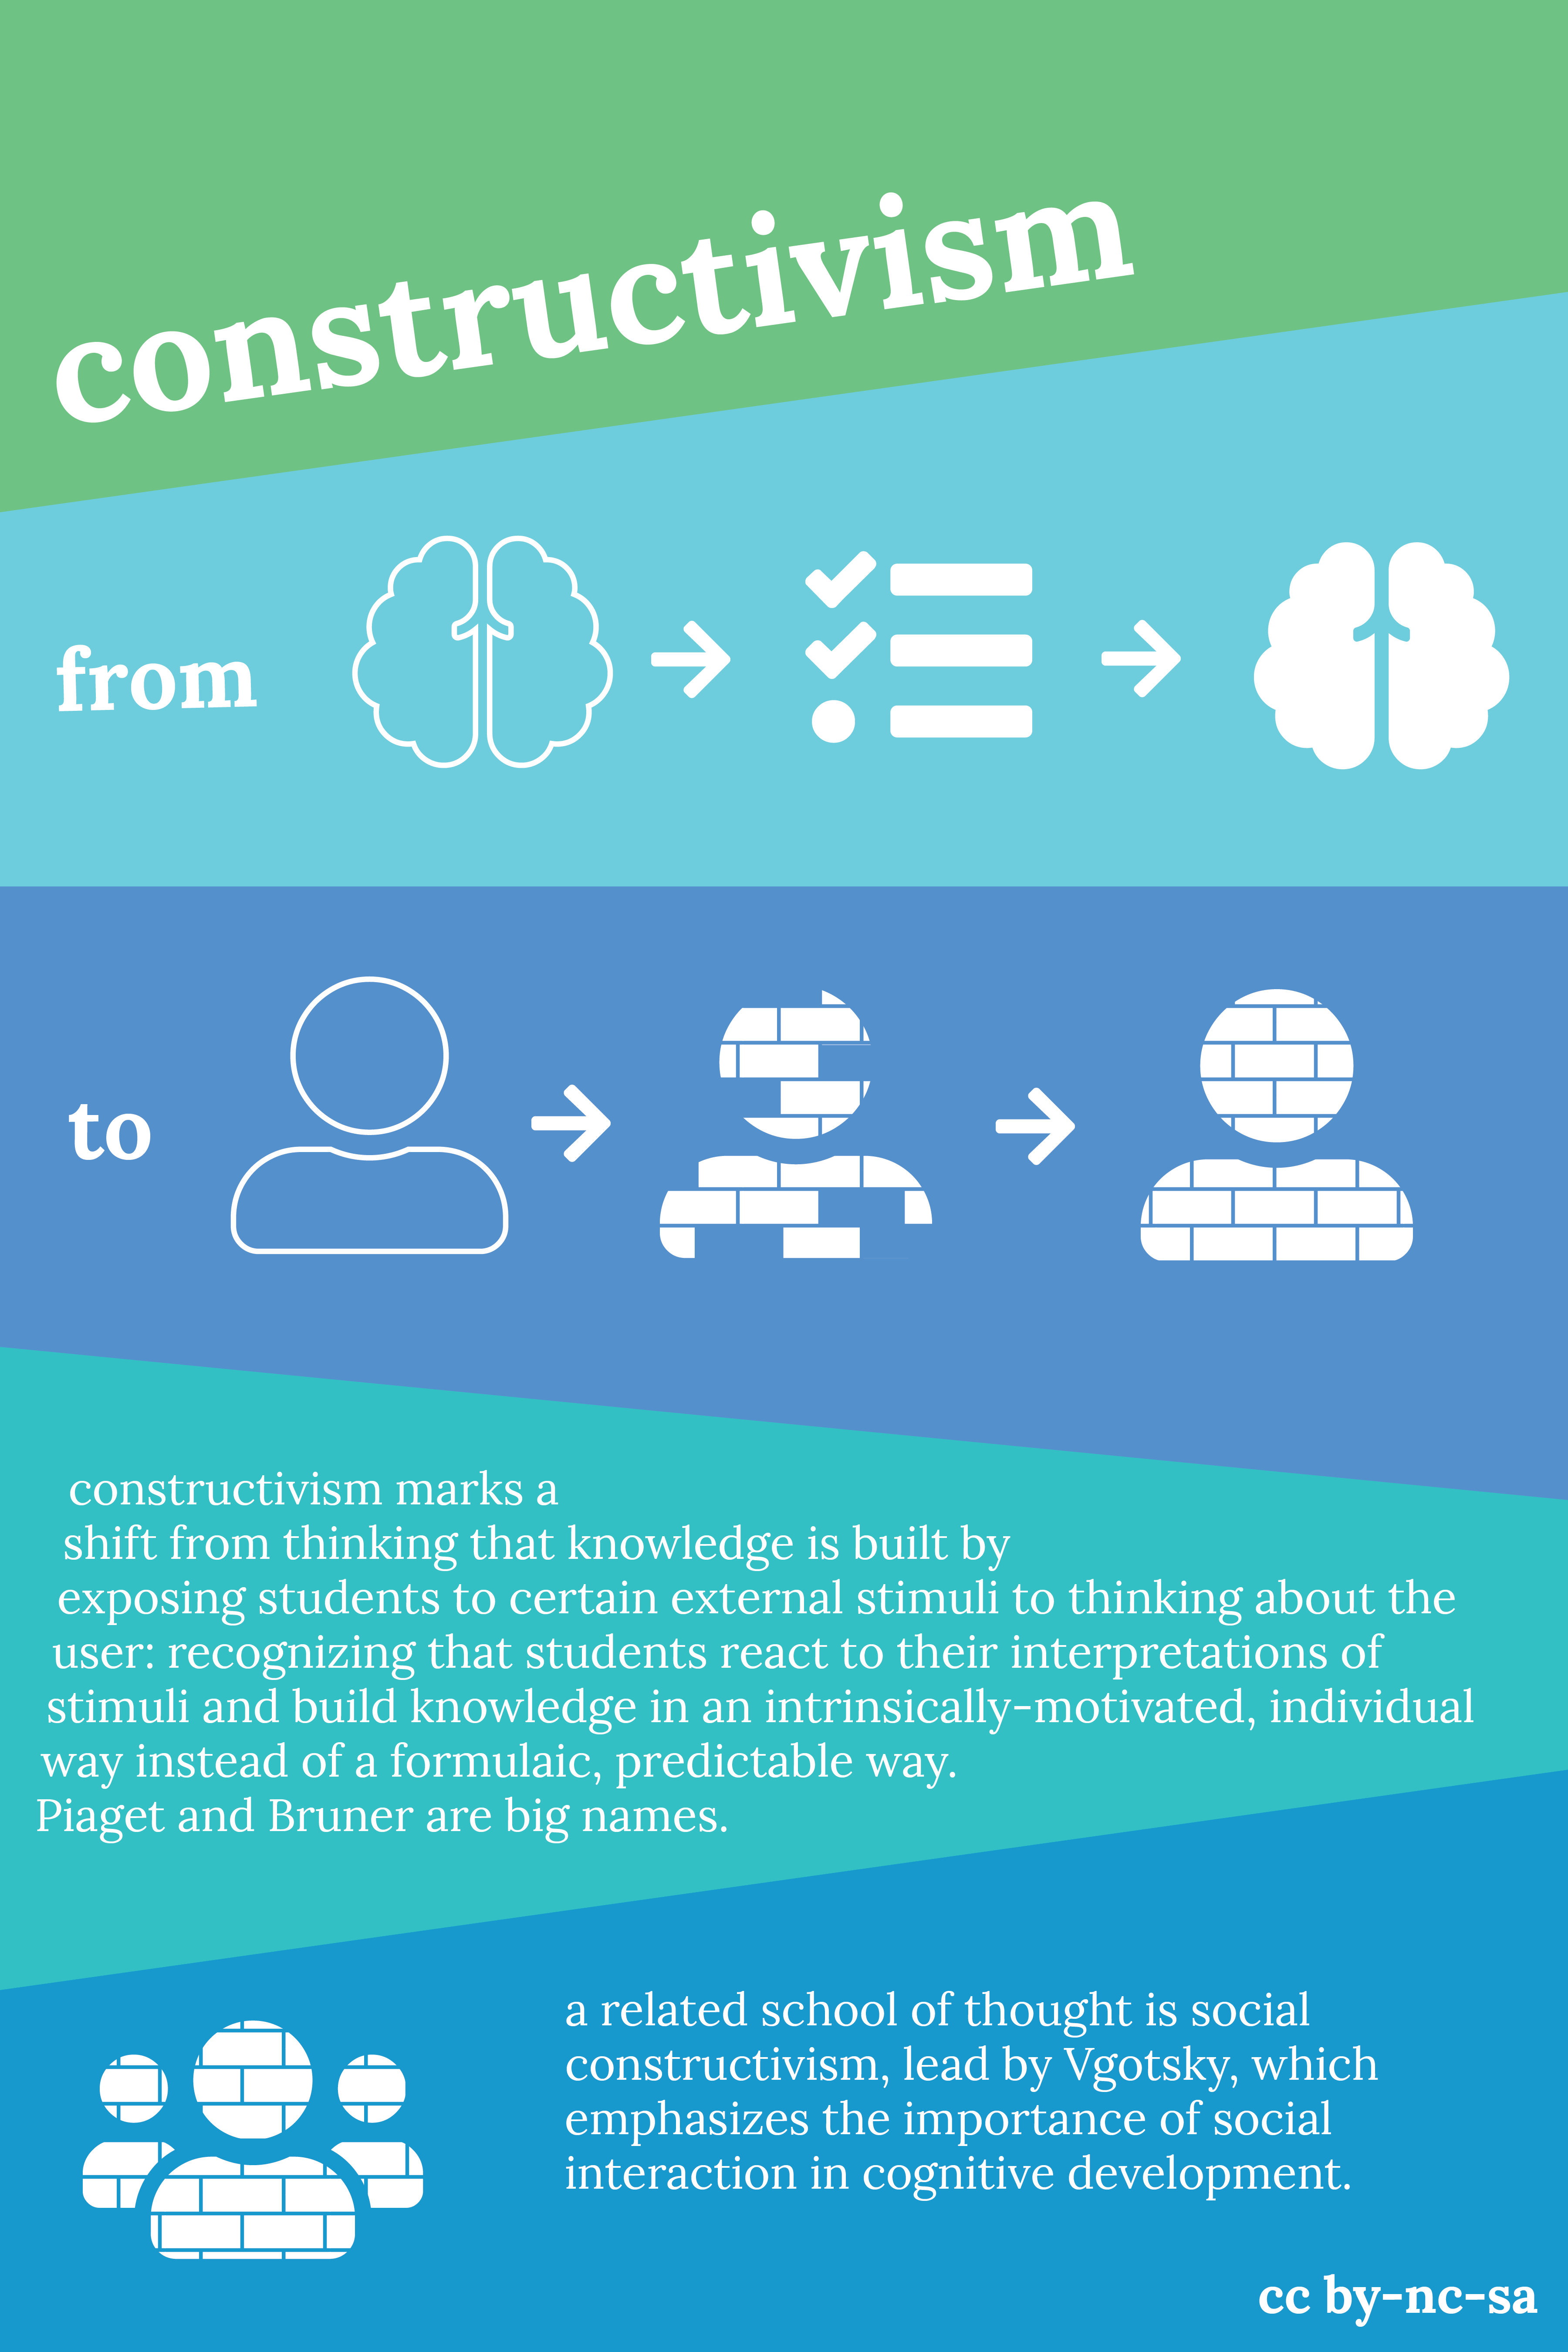 constructivism
from
to
constructivism marks a
shift from thinking that knowledge is built by
exposing students to certain external stimuli to thinking about the
user: recognizing that students react to their interpretations of
stimuli and build knowledge in an intrinsically-motivated, individual
way instead of a formulaic, predictable way.
Piaget and Bruner are big names.
a related school of thought is social
constructivism, lead by Vgotsky, which
emphasizes the importance of social
interaction in cognitive development.
cc by-nc-sa